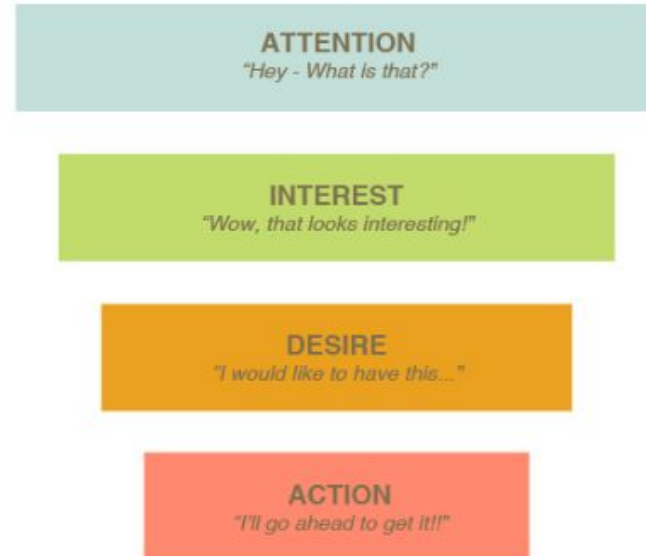 ATTENTION
"Hey - What is that?"
INTEREST
"Wow, that looks interesting!"
DESIRE
"I would like to have this..."
ACTION
"I'll go ahead to get it!!"